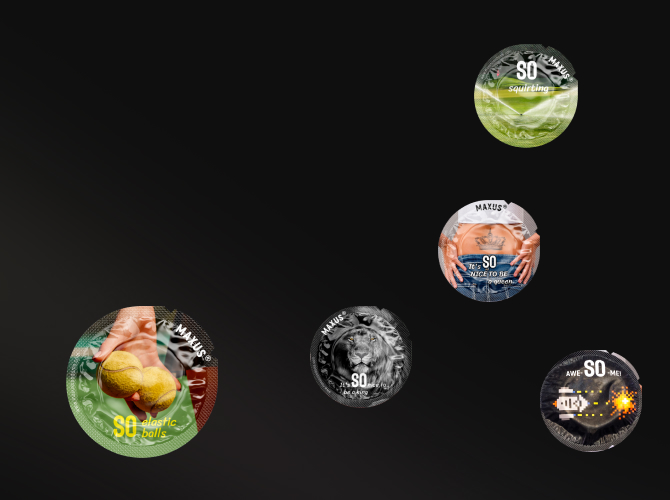 MAXUS®
SO
squirting
MAXUS®
It's SO
NICE TO BE
a queen
MAXUS®
SO elastic
balls
MAXUS®
It's SO nice to
be a king
AWE-SO-ME!